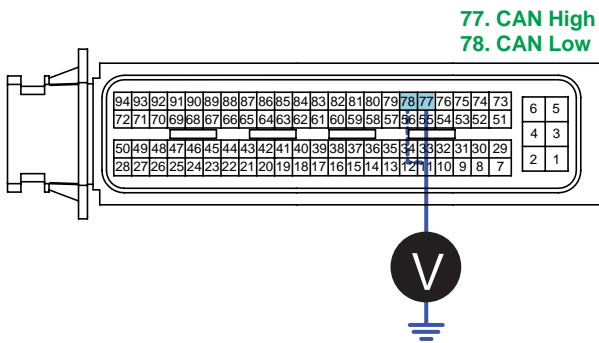 77. CAN High
78. CAN Low
94 93 92 91 90 89 88 87 86 85 84 83 82 81 80 79 78 77 76 75 74 73
72 71 70 69 68 67 66 65 64 63 62 61 60 59 58 57 56 55 54 53 52 51
50 49 48 47 46 45 44 43 42 41 40 39 38 37 36 35 34 33 32 31 30 29
28 27 26 25 24 23 22 21 20 19 18 17 16 15 14 13 12 11 10 9 8 7
6 5
4 3
2 1
V